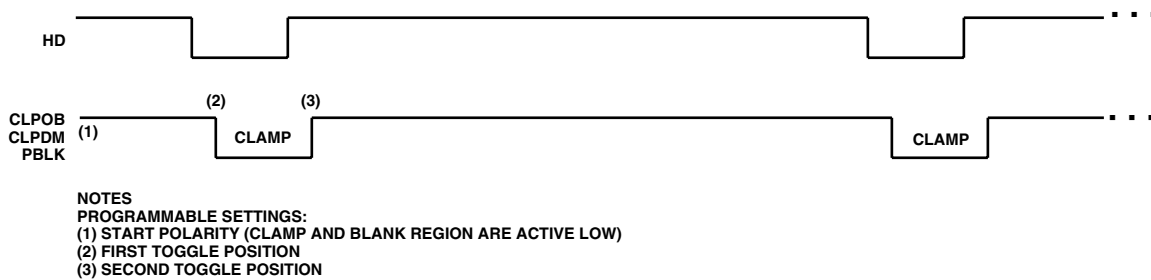 HD
(2) (3)
CLPOB
CLPDM (1)
PBLK
CLAMP CLAMP
NOTES
PROGRAMMABLE SETTINGS:
(1) START POLARITY (CLAMP AND BLANK REGION ARE ACTIVE LOW)
(2) FIRST TOGGLE POSITION
(3) SECOND TOGGLE POSITION